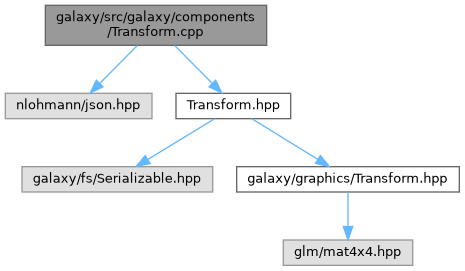 galaxy/src/galaxy/components
/Transform.cpp
nlohmann/json.hpp
Transform.hpp
galaxy/fs/Serializable.hpp
galaxy/graphics/Transform.hpp
glm/mat4x4.hpp